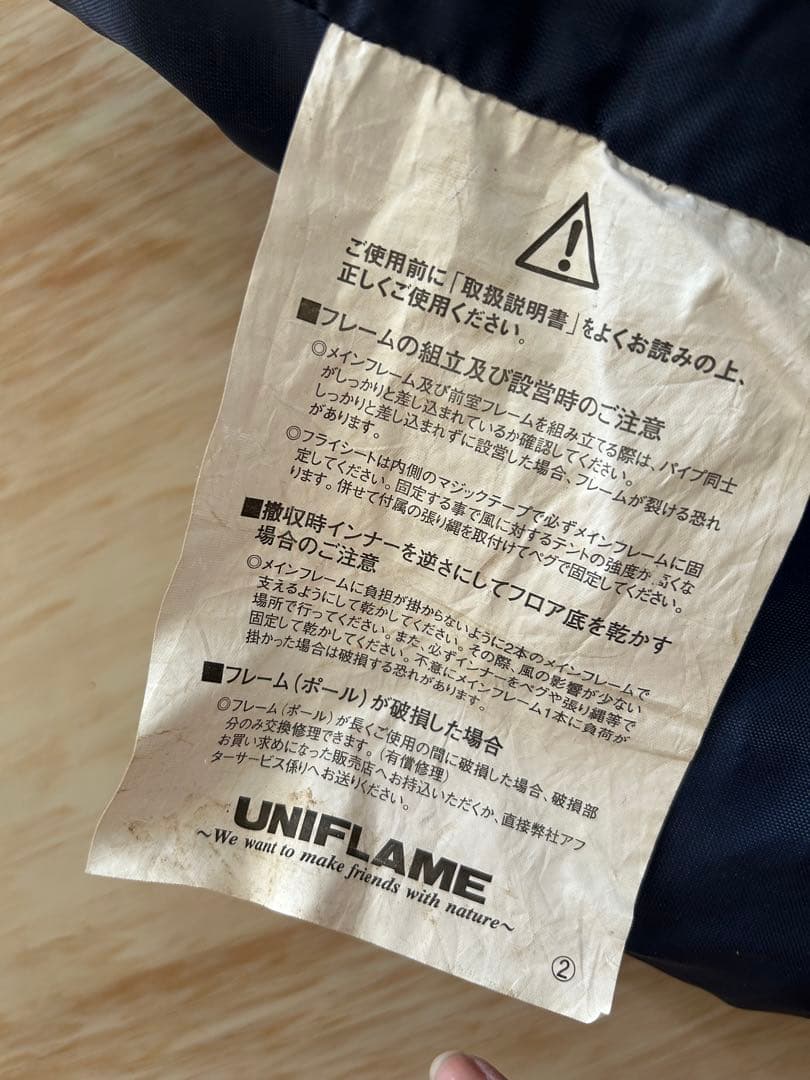 ご使用前に「取扱説明書」をよくお読みの上、
正しくご使用ください。
■フレームの組立及び設営時のご注意
◎メインフレーム及び前室フレームを組み立てる際は、パイプ同士
がしっかりと差し込まれているか確認してください。
しっかりと差し込まれずに設営した場合、フレームが裂ける恐れ
があります。
◎フライシートは内側のマジックテープで必ずメインフレームに固
定してください。固定する事で風に対するテントの強度が高くな
ります。併せて付属の張り縄を取付けてペグで固定してください。
■撤収時インナーを逆さにしてフロア底を乾かす
場合のご注意
◎メインフレームに負担が掛からないように2本のメインフレームで
支えるようにして乾かしてください。その際、風の影響が少ない
場所で行ってください。また、必ずインナーをペグや張り縄等で
固定して乾かしてください。不意にメインフレーム1本に負荷が
掛かった場合は破損する恐れがあります。
■フレーム(ポール)が破損した場合
◎フレーム(ポール)が長くご使用の間に破損した場合、破損部
分のみ交換修理できます。(有償修理)
お買い求めになった販売店へお持込いただくか、直接弊社アフ
ターサービス係りへお送りください。
UNIFLAME
~We want to make friends with nature~
②